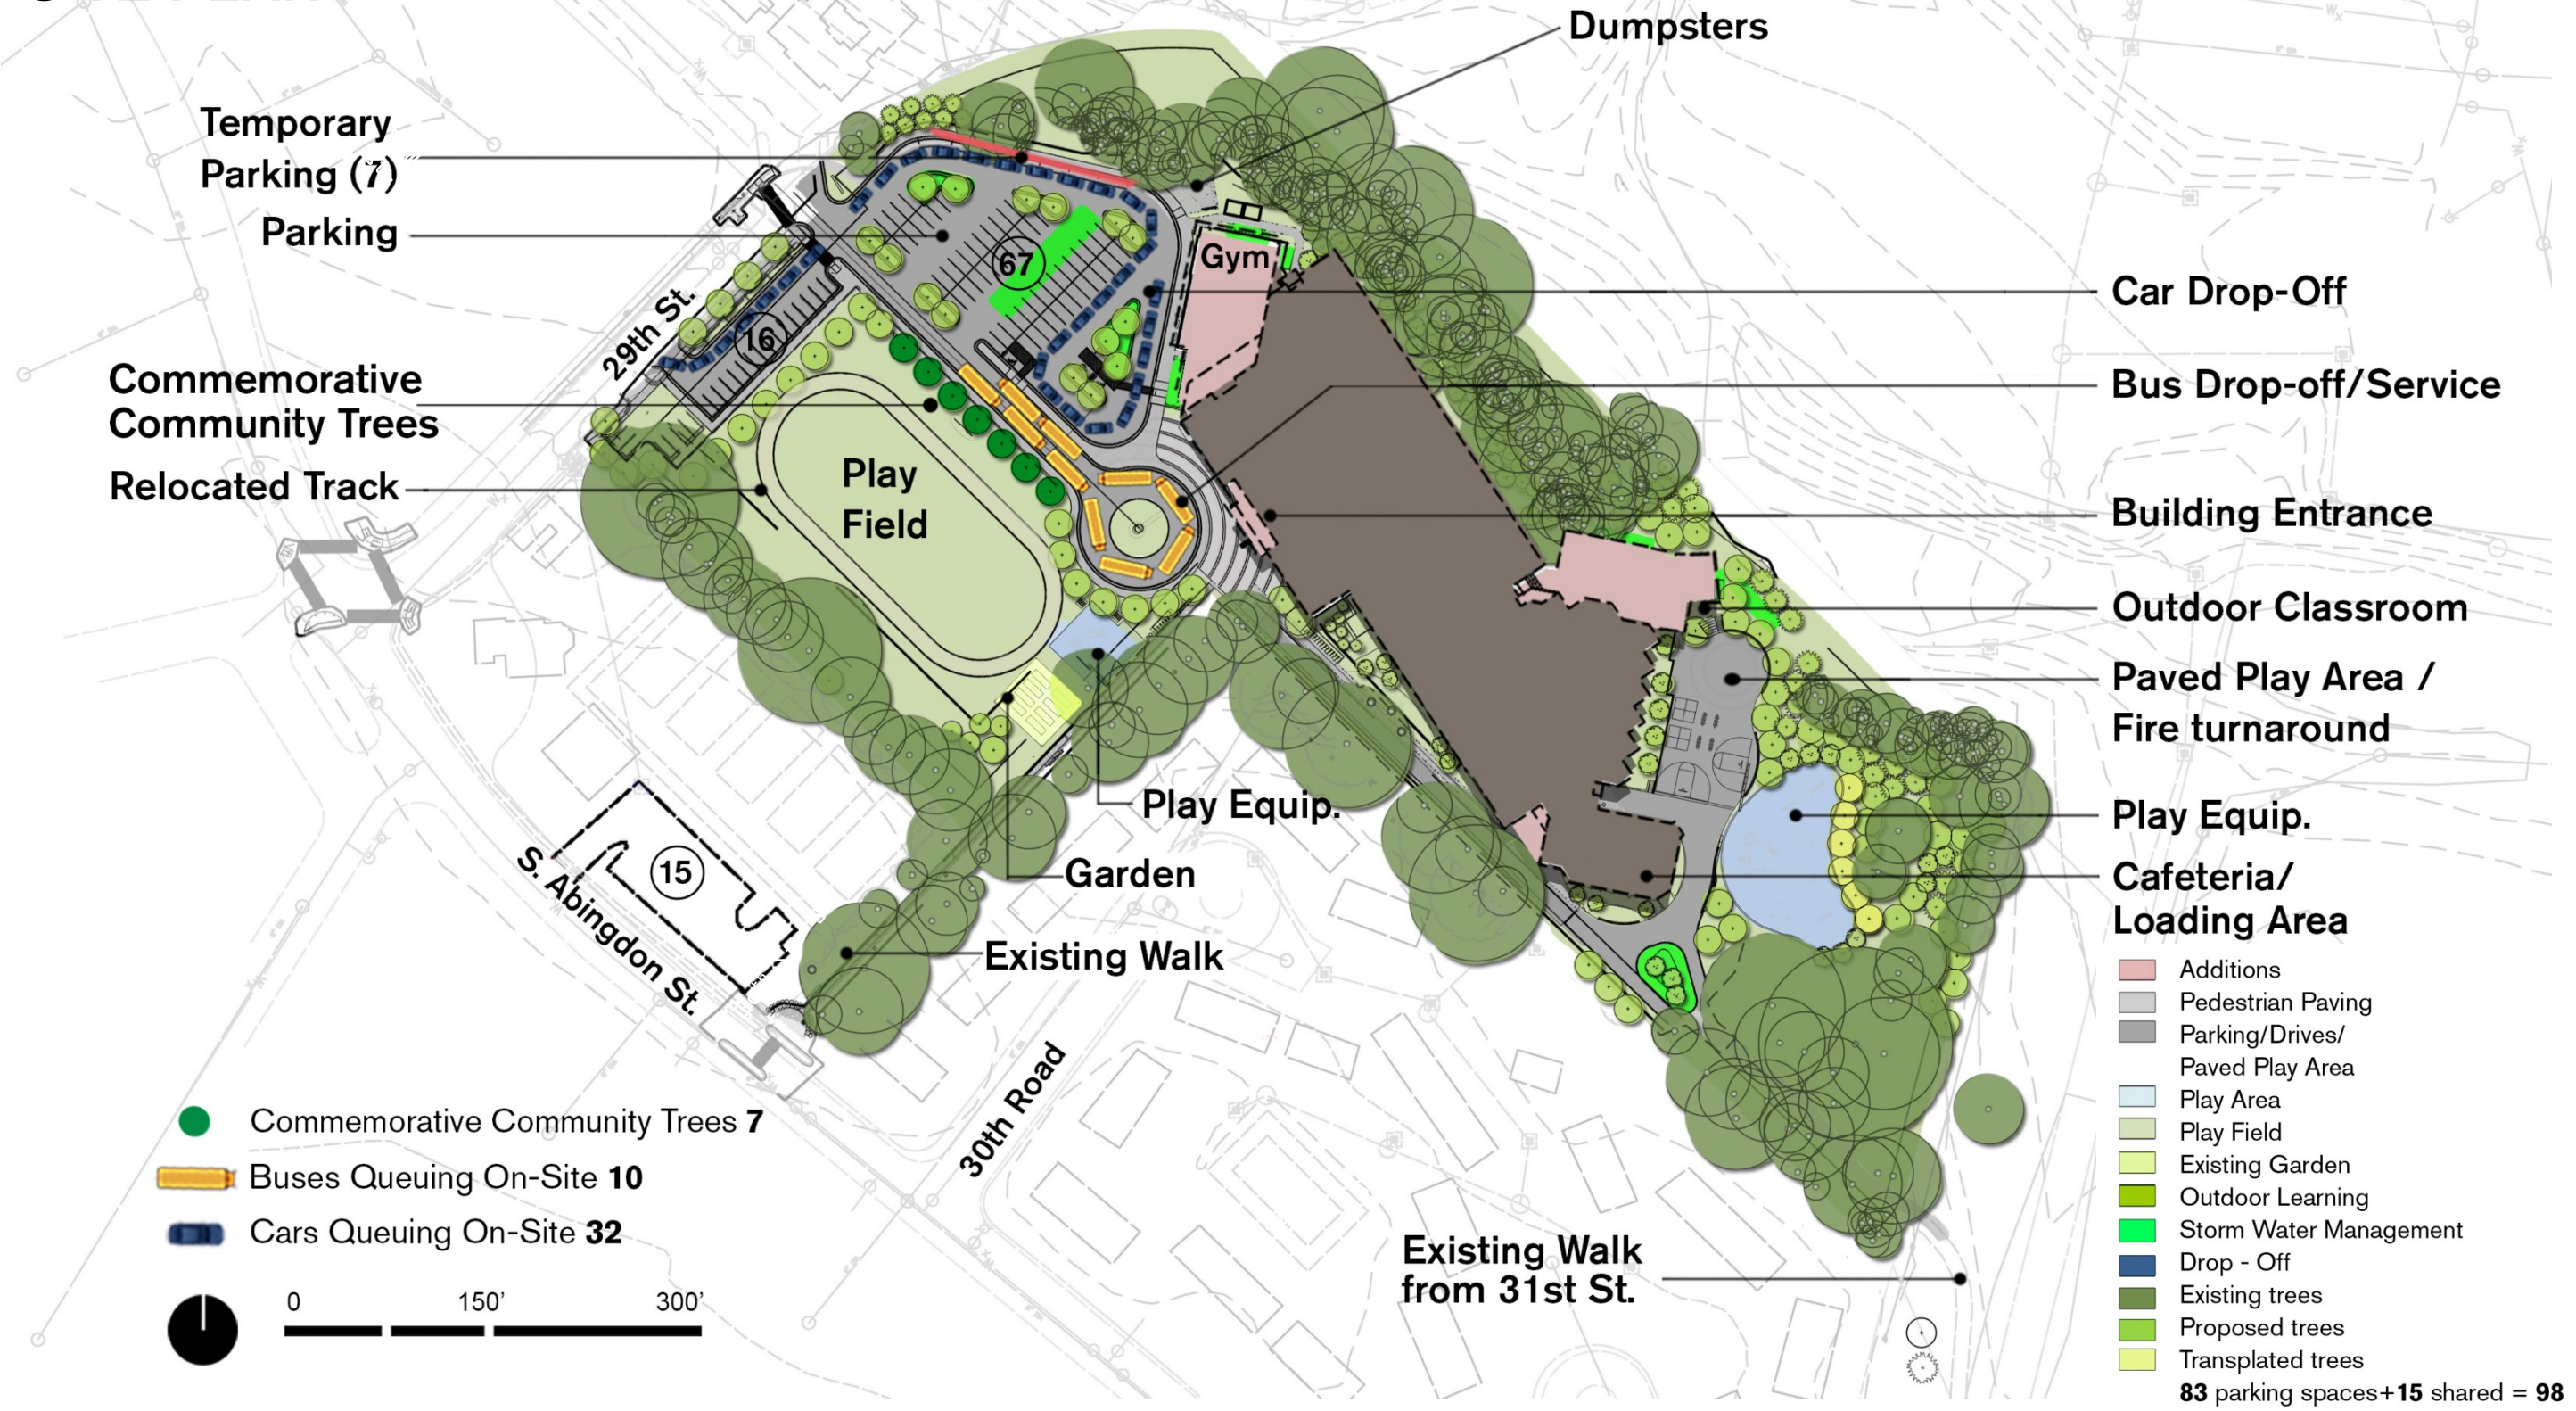 Dumpsters
Temporary
Parking (7)
Parking
Gym
67
Car Drop-Off
29th St.
16
Bus Drop-off/Service
Commemorative
Community Trees
Relocated Track
Play
Field
Building Entrance
Outdoor Classroom
Paved Play Area /
Fire turnaround
Play Equip.
Play Equip.
Garden
Cafeteria/
Loading Area
15
S. Abingdon St.
Existing Walk
30th Road
Existing Walk
from 31st St.
Commemorative Community Trees 7
Buses Queuing On-Site 10
Cars Queuing On-Site 32
0 150' 300'
Additions
Pedestrian Paving
Parking/Drives/
Paved Play Area
Play Area
Play Field
Existing Garden
Outdoor Learning
Storm Water Management
Drop - Off
Existing trees
Proposed trees
Transplated trees
83 parking spaces+15 shared = 98